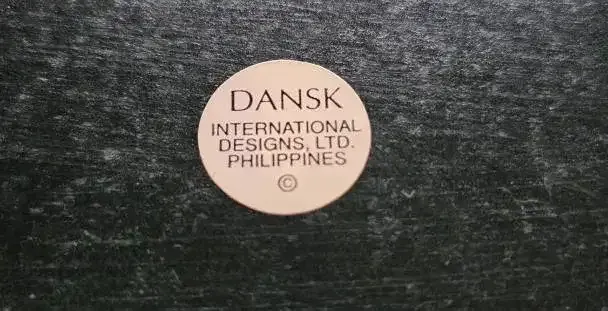 DANSK
INTERNATIONAL
DESIGNS, LTD.
PHILIPPINES
©